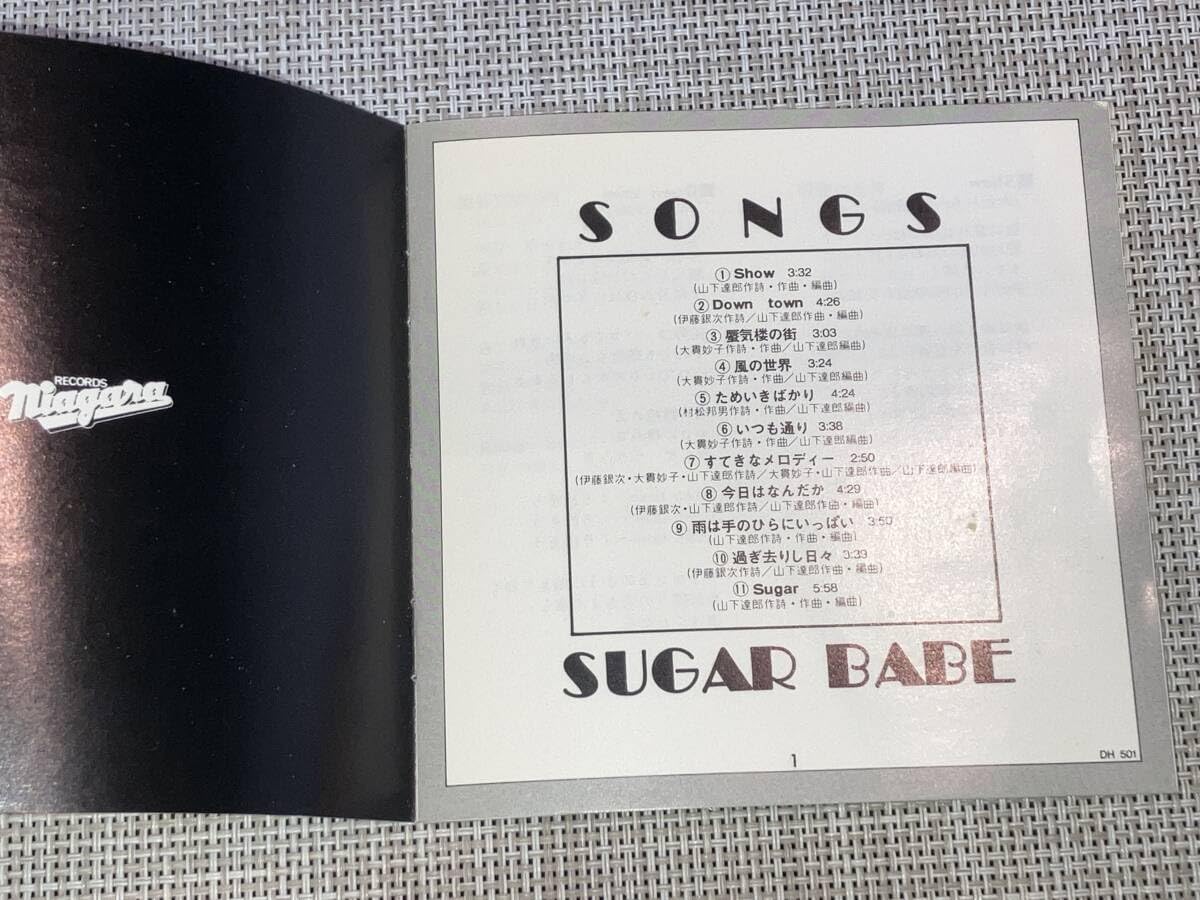 RECORDS
Niagara
SONGS
① Show 3:32
(山下達郎作詩・作曲・編曲)
② Down town 4:26
(伊藤銀次作詩/山下達郎作曲・編曲)
③ 蜃気楼の街 3:03
(大貫妙子作詩・作曲/山下達郎編曲)
④ 風の世界 3:24
(大貫妙子作詩・作曲/山下達郎編曲)
⑤ ためいきばかり 4:24
(村松邦男作詩・作曲/山下達郎編曲)
⑥ いつも通り 3:38
(大貫妙子作詩・作曲/山下達郎編曲)
⑦ すてきなメロディー 2:50
(伊藤銀次・大貫妙子・山下達郎作詩/大貫妙子・山下達郎作曲/山下達郎編曲)
⑧ 今日はなんだか 4:29
(伊藤銀次・山下達郎作詩/山下達郎作曲・編曲)
⑨ 雨は手のひらにいっぱい 3:50
(山下達郎作詩・作曲・編曲)
⑩ 過ぎ去りし日々 3:39
(伊藤銀次作詩/山下達郎作曲・編曲)
⑪ Sugar 5:58
(山下達郎作詩・作曲・編曲)
SUGAR BABE
1
DH 501